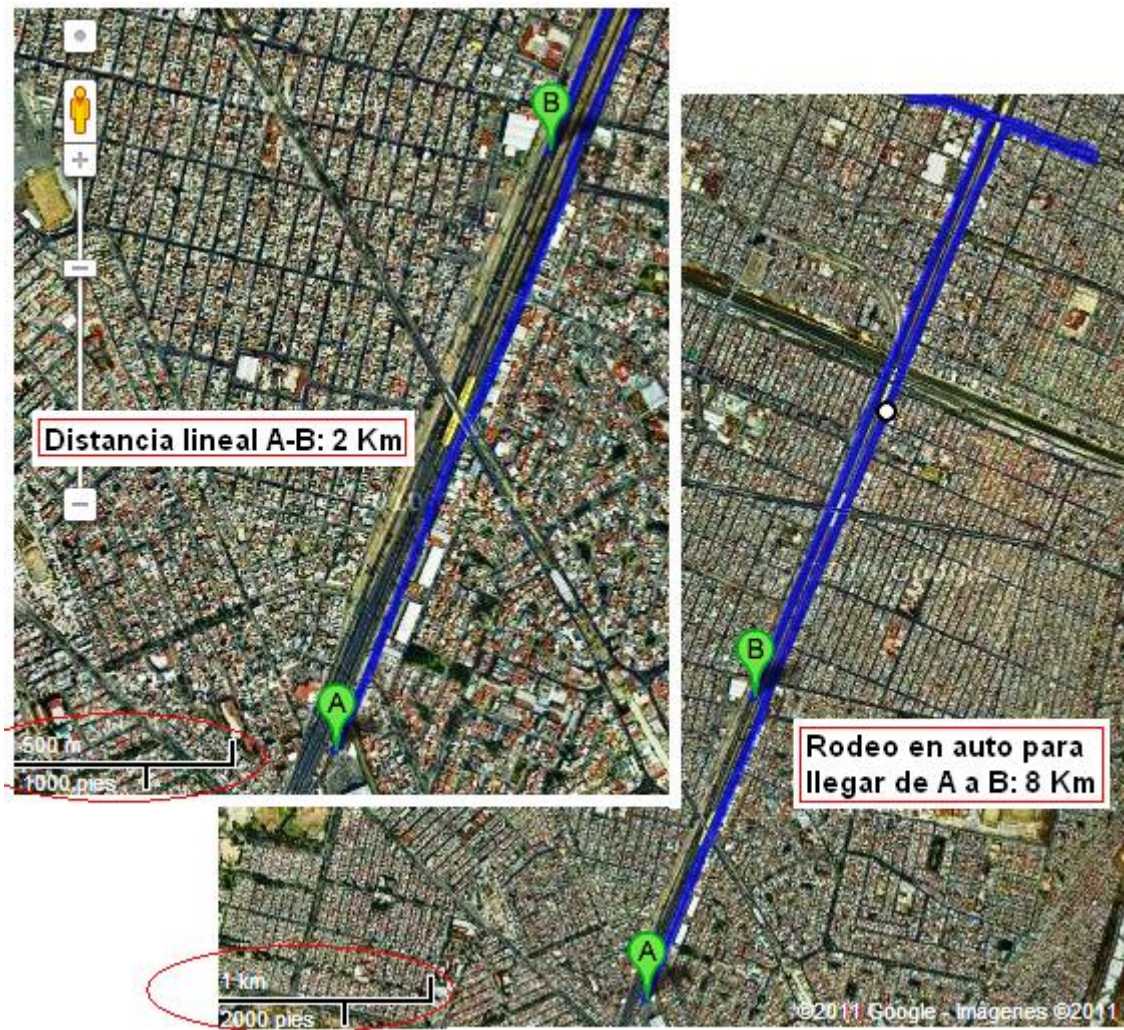 B
B
Distancia lineal A-B: 2 Km
B
A
500 m
1000 pies
Rodeo en auto para
llegar de A a B: 8 Km
A
1 km
2000 pies
©2011 Google - Imágenes ©2011